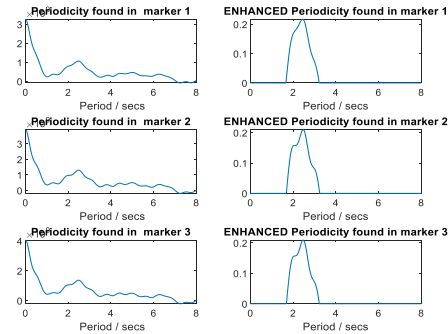 Periodicity found in marker 1
ENHANCED Periodicity found in marker 1
3
2
1
0
0 2 4 6 8
Period / secs
0.2
0.1
0
0 2 4 6 8
Period / secs
Periodicity found in marker 2
ENHANCED Periodicity found in marker 2
3
2
1
0
0 2 4 6 8
Period / secs
0.2
0.1
0
0 2 4 6 8
Period / secs
Periodicity found in marker 3
ENHANCED Periodicity found in marker 3
4
2
0
0 2 4 6 8
Period / secs
0.2
0.1
0
0 2 4 6 8
Period / secs